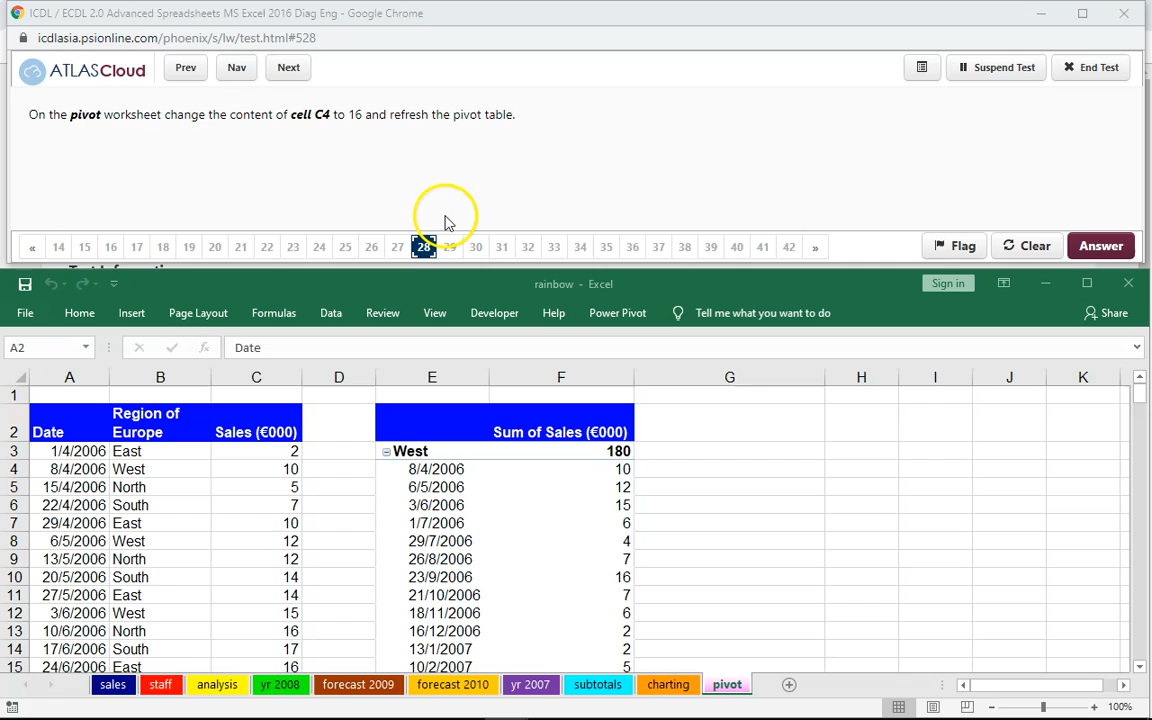 ICDL / ECDL 2.0 Advanced Spreadsheets MS Excel 2016 Diag Eng - Google Chrome
icdlasia.psionline.com/phoenix/s/lw/test.html#528
ATLASCloud Prev Nav Next Suspend Test End Test
On the pivot worksheet change the content of cell C4 to 16 and refresh the pivot table.
« 14 15 16 17 18 19 20 21 22 23 24 25 26 27 28 29 30 31 32 33 34 35 36 37 38 39 40 41 42 » Flag Clear Answer
rainbow - Excel Sign in
File Home Insert Page Layout Formulas Data Review View Developer Help Power Pivot Tell me what you want to do Share
A2 fx Date
A B C D E F G H I J K
1
2 Date Region of Europe Sales (€000) Sum of Sales (€000)
3 1/4/2006 East 2 West 180
4 8/4/2006 West 10 8/4/2006 10
5 15/4/2006 North 5 6/5/2006 12
6 22/4/2006 South 7 3/6/2006 15
7 29/4/2006 East 10 1/7/2006 6
8 6/5/2006 West 12 29/7/2006 4
9 13/5/2006 North 12 26/8/2006 7
10 20/5/2006 South 14 23/9/2006 16
11 27/5/2006 East 14 21/10/2006 7
12 3/6/2006 West 15 18/11/2006 6
13 10/6/2006 North 16 16/12/2006 2
14 17/6/2006 South 17 13/1/2007 2
15 24/6/2006 East 16 10/2/2007 5
sales staff analysis yr 2008 forecast 2009 forecast 2010 yr 2007 subtotals charting pivot
100%